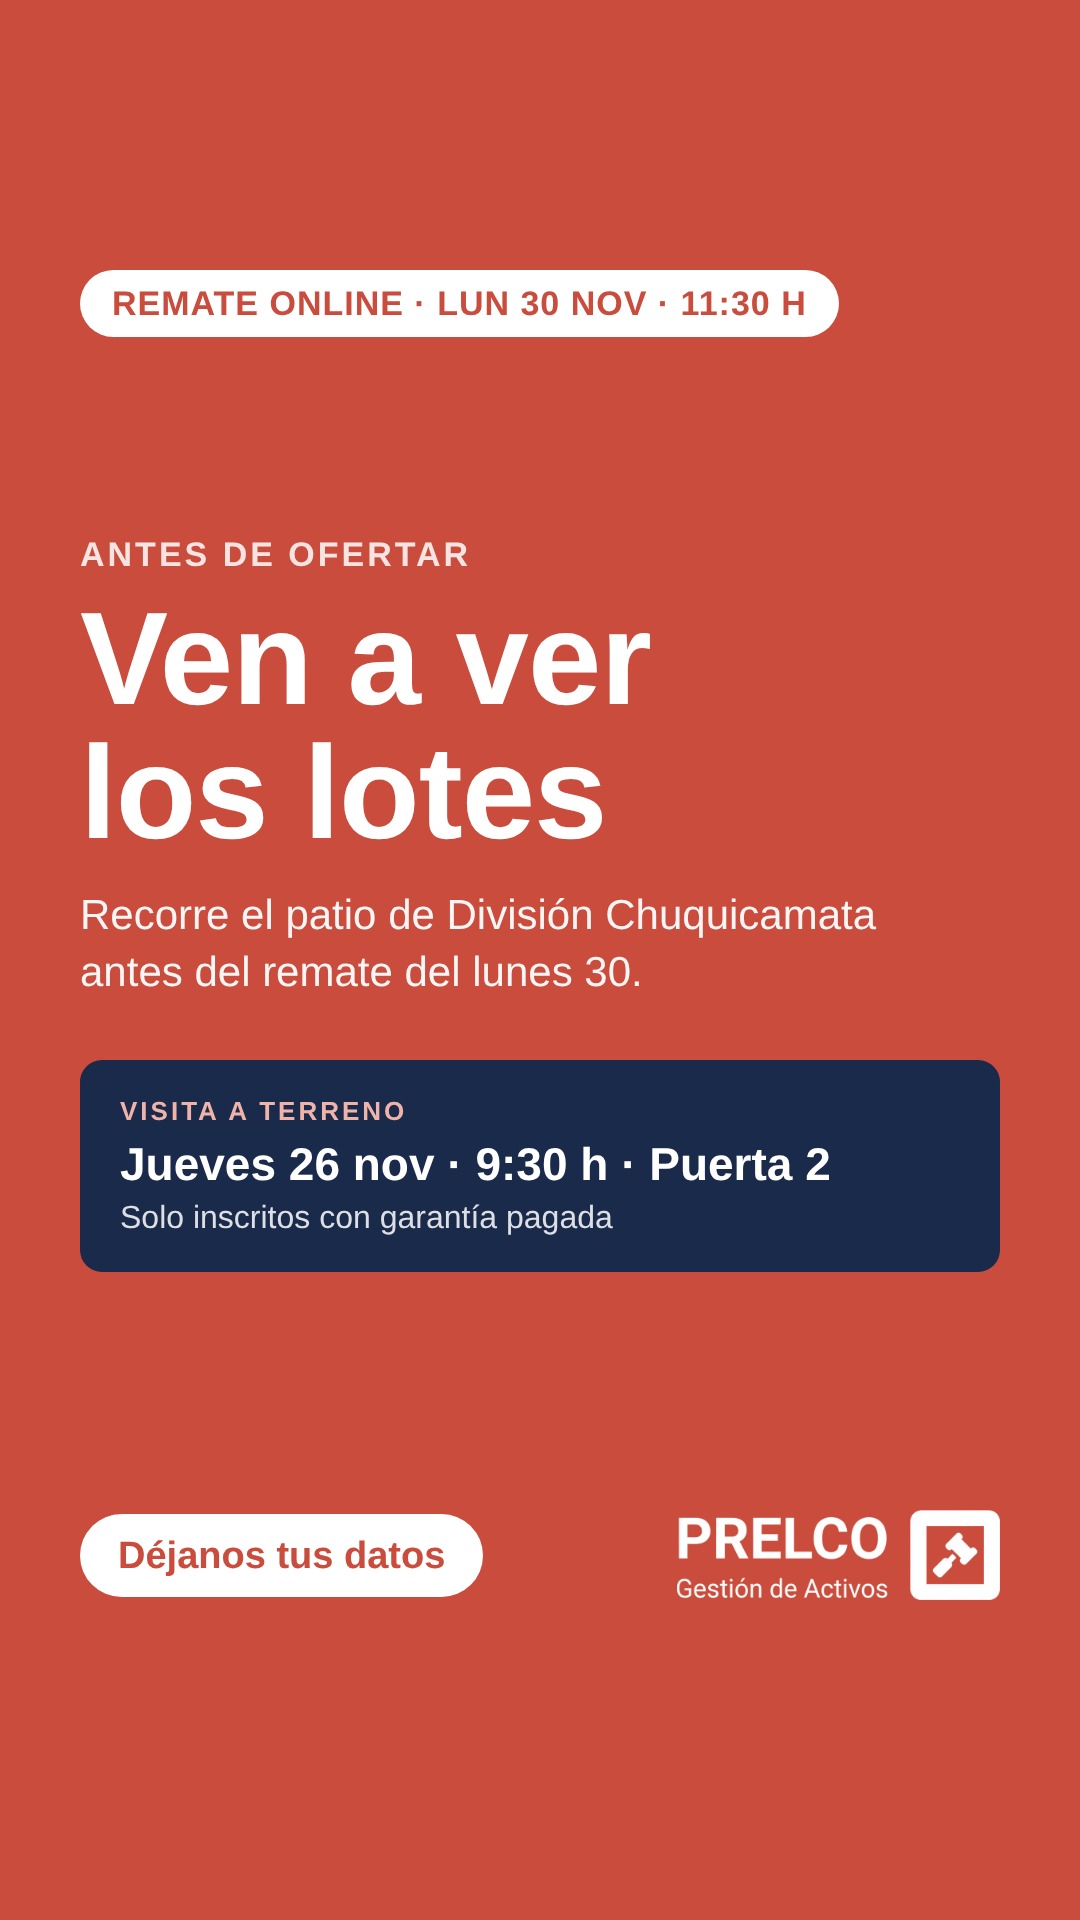 REMATE ONLINE · LUN 30 NOV · 11:30 H
ANTES DE OFERTAR
Ven a ver
los lotes
Recorre el patio de División Chuquicamata
antes del remate del lunes 30.
VISITA A TERRENO
Jueves 26 nov · 9:30 h · Puerta 2
Solo inscritos con garantía pagada
Déjanos tus datos
PRELCO
Gestión de Activos